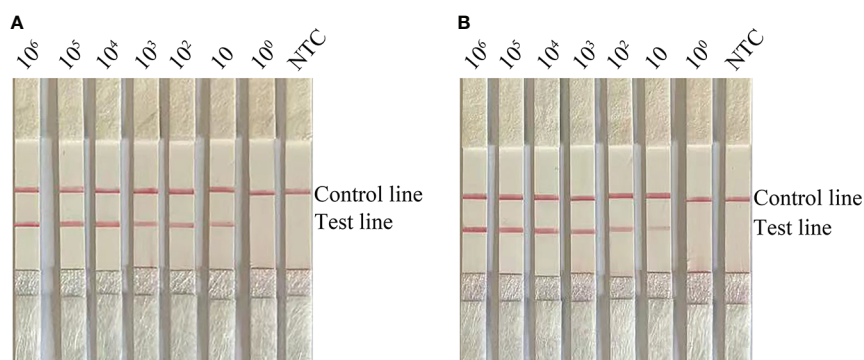 A
10⁶ 10⁵ 10⁴ 10³ 10² 10 10⁰ NTC
Control line
Test line
B
10⁶ 10⁵ 10⁴ 10³ 10² 10 10⁰ NTC
Control line
Test line